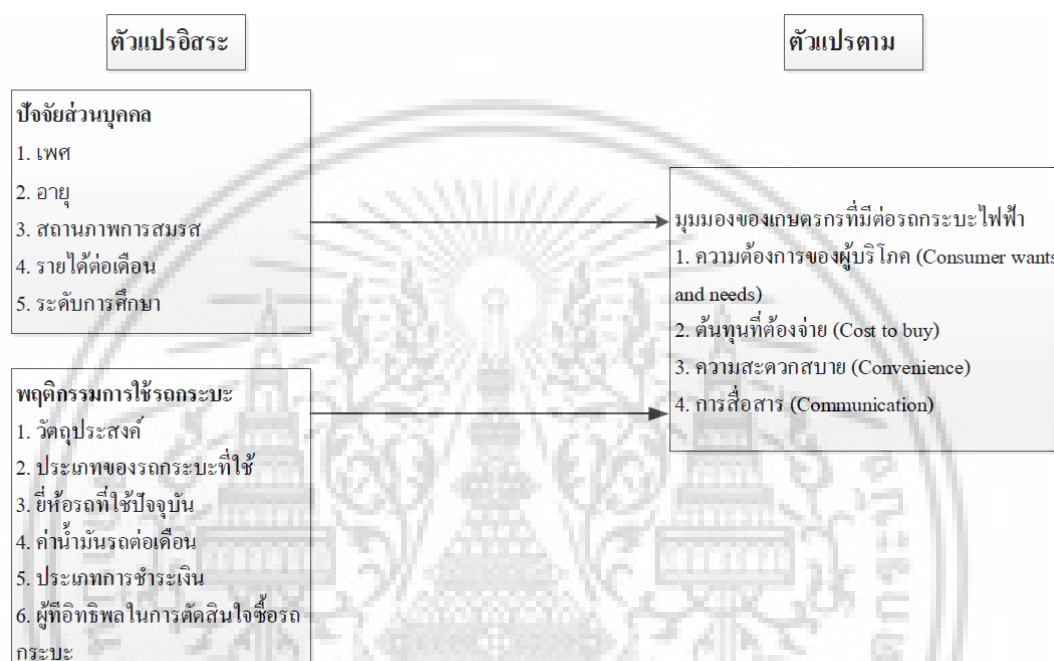 ตัวแปรอิสระ
ตัวแปรตาม
ปัจจัยส่วนบุคคล
1. เพศ
2. อายุ
3. สถานภาพการสมรส
4. รายได้ต่อเดือน
5. ระดับการศึกษา
พฤติกรรมการใช้รถกระบะ
1. วัตถุประสงค์
2. ประเภทของรถกระบะที่ใช้
3. ยี่ห้อรถที่ใช้ปัจจุบัน
4. ค่าน้ำมันรถต่อเดือน
5. ประเภทการชำระเงิน
6. ผู้ที่อิทธิพลในการตัดสินใจซื้อรถ
กระบะ
มุมมองของเกษตรกรที่มีต่อรถกระบะไฟฟ้า
1. ความต้องการของผู้บริโภค (Consumer wants
and needs)
2. ต้นทุนที่ต้องจ่าย (Cost to buy)
3. ความสะดวกสบาย (Convenience)
4. การสื่อสาร (Communication)